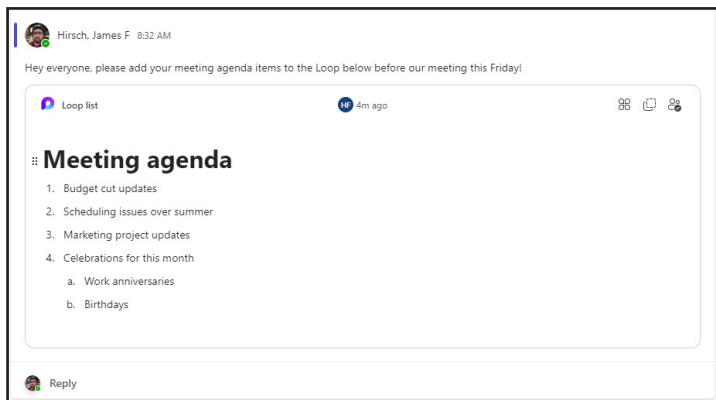 Hirsch, James F 8:32 AM
Hey everyone, please add your meeting agenda items to the Loop below before our meeting this Friday!
Loop list HF 4m ago
Meeting agenda
1. Budget cut updates
2. Scheduling issues over summer
3. Marketing project updates
4. Celebrations for this month
a. Work anniversaries
b. Birthdays
Reply